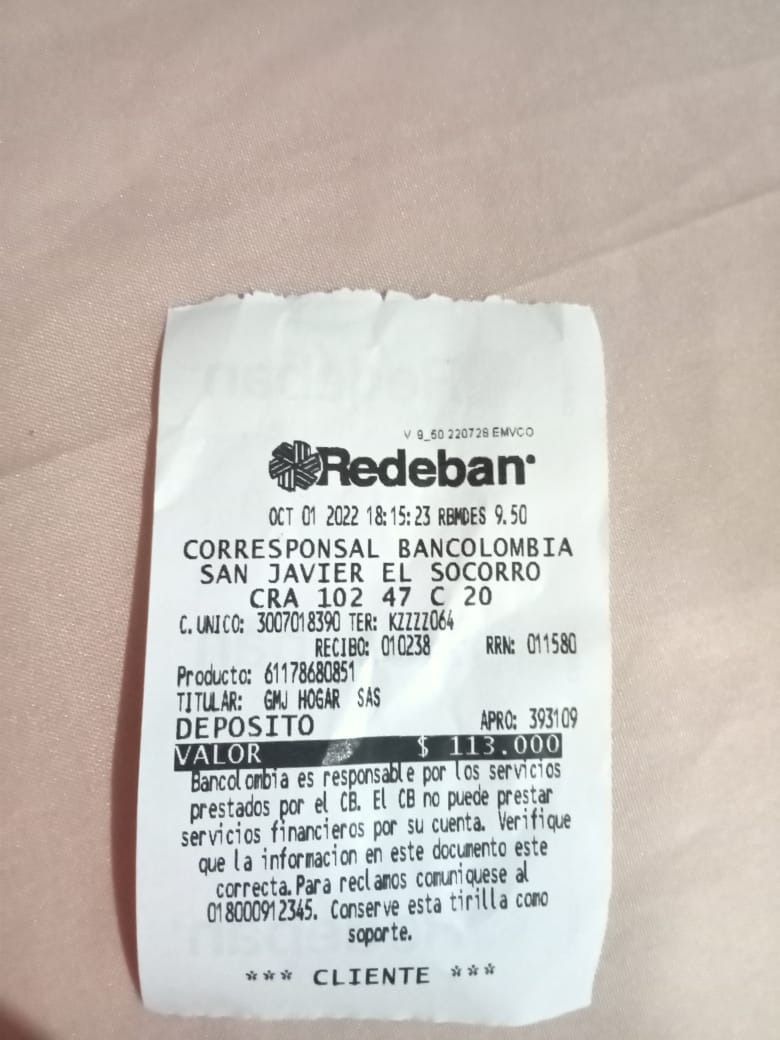 V 9_50 220728 EMVCO
Redeban
OCT 01 2022 18:15:23 RBMDES 9.50
CORRESPONSAL BANCOLOMBIA
SAN JAVIER EL SOCORRO
CRA 102 47 C 20
C. UNICO: 3007018390 TER: KZZZZ064
RECIBO: 010238 RRN: 011580
Producto: 61178680851
TITULAR: GMJ HOGAR SAS
DEPOSITO APRO: 393109
VALOR $ 113.000
Bancolombia es responsable por los servicios
prestados por el CB. El CB no puede prestar
servicios financieros por su cuenta. Verifique
que la informacion en este documento este
correcta. Para reclamos comuniquese al
018000912345. Conserve esta tirilla como
soporte.
*** CLIENTE ***